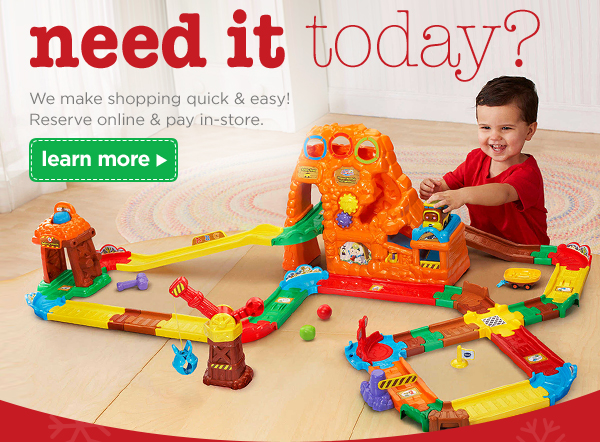 need it today?
We make shopping quick & easy!
Reserve online & pay in-store.
learn more